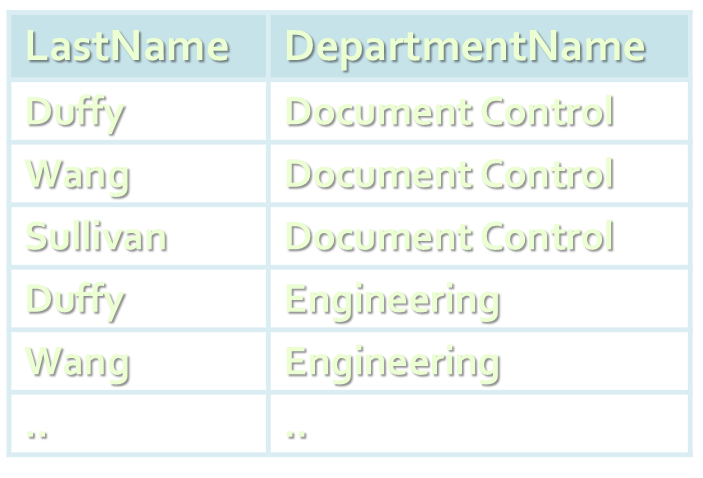 LastName DepartmentName
Duffy Document Control
Wang Document Control
Sullivan Document Control
Duffy Engineering
Wang Engineering
.. ..